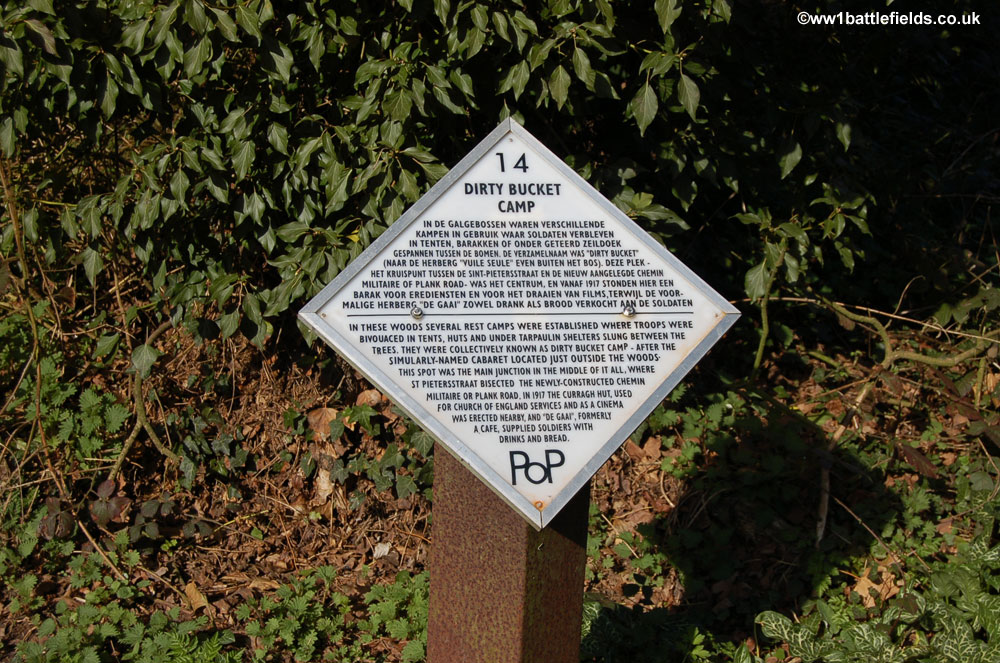 ©ww1battlefields.co.uk
14
DIRTY BUCKET
CAMP
IN DE GALGEBOSSEN WAREN VERSCHILLENDE
KAMPEN IN GEBRUIK WAAR SOLDATEN VERBLEVEN
IN TENTEN, BARAKKEN OF ONDER GETEERD ZEILDOEK
GESPANNEN TUSSEN DE BOMEN. DE VERZAMELNAAM WAS "DIRTY BUCKET"
(NAAR DE HERBERG "VUILE SEULE" EVEN BUITEN HET BOS). DEZE PLEK -
HET KRUISPUNT TUSSEN DE SINT-PIETERSSTRAAT EN DE NIEUW AANGELEGDE CHEMIN
MILITAIRE OF PLANK ROAD- WAS HET CENTRUM, EN VANAF 1917 STONDEN HIER EEN
BARAK VOOR EREDIENSTEN EN VOOR HET DRAAIEN VAN FILMS,TERWIJL DE VOOR-
MALIGE HERBERG "DE GAAI" ZOWEL DRANK ALS BROOD VERKOCHT AAN DE SOLDATEN
IN THESE WOODS SEVERAL REST CAMPS WERE ESTABLISHED WHERE TROOPS WERE
BIVOUACED IN TENTS, HUTS AND UNDER TARPAULIN SHELTERS SLUNG BETWEEN THE
TREES. THEY WERE COLLECTIVELY KNOWN AS DIRTY BUCKET CAMP - AFTER THE
SIMULARLY-NAMED CABARET LOCATED JUST OUTSIDE THE WOODS-
THIS SPOT WAS THE MAIN JUNCTION IN THE MIDDLE OF IT ALL, WHERE
ST PIETERSSTRAAT BISECTED THE NEWLY-CONSTRUCTED CHEMIN
MILITAIRE OR PLANK ROAD. IN 1917 THE CURRAGH HUT, USED
FOR CHURCH OF ENGLAND SERVICES AND AS A CINEMA
WAS ERECTED NEARBY, AND "DE GAAI", FORMERLY
A CAFE, SUPPLIED SOLDIERS WITH
DRINKS AND BREAD.
PoP